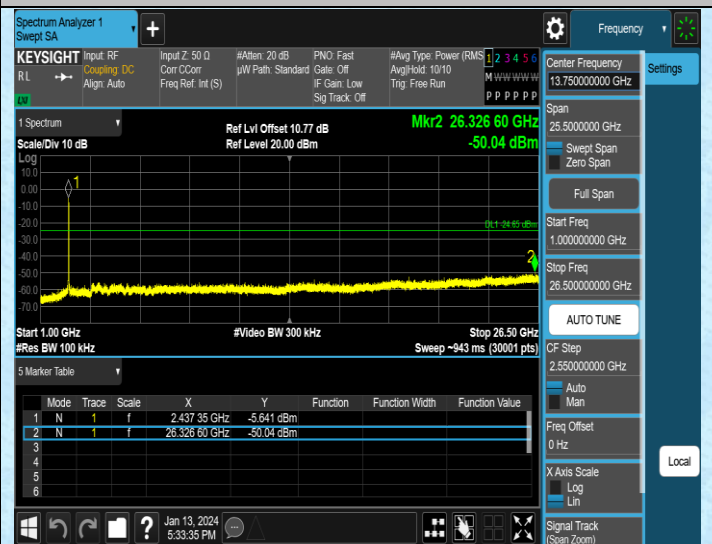 Spectrum Analyzer 1
Swept SA
+
Frequency
KEYSIGHT
RL
LXI
Input: RF
Coupling: DC
Align: Auto
Input Z: 50 Ω
Corr CCorr
Freq Ref: Int (S)
#Atten: 20 dB
µW Path: Standard
PNO: Fast
Gate: Off
IF Gain: Low
Sig Track: Off
#Avg Type: Power (RMS
Avg|Hold: 10/10
Trig: Free Run
1 2 3 4 5 6
M W W W W W
P P P P P P
1 Spectrum
Scale/Div 10 dB
Ref Lvl Offset 10.77 dB
Ref Level 20.00 dBm
Mkr2 26.326 60 GHz
-50.04 dBm
Log
10.0
0.00
-10.0
-20.0
-30.0
-40.0
-50.0
-60.0
-70.0
1
DL1 -24.65 dBm
2
Start 1.00 GHz
#Res BW 100 kHz
#Video BW 300 kHz
Stop 26.50 GHz
Sweep ~943 ms (30001 pts)
5 Marker Table
Mode Trace Scale X Y Function Function Width Function Value
1 N 1 f 2.437 35 GHz -5.641 dBm
2 N 1 f 26.326 60 GHz -50.04 dBm
3
4
5
6
? Jan 13, 2024
5:33:35 PM
Center Frequency
13.750000000 GHz
Settings
Span
25.5000000 GHz
Swept Span
Zero Span
Full Span
Start Freq
1.000000000 GHz
Stop Freq
26.500000000 GHz
AUTO TUNE
CF Step
2.550000000 GHz
Auto
Man
Freq Offset
0 Hz
Local
X Axis Scale
Log
Lin
Signal Track
(Span Zoom)